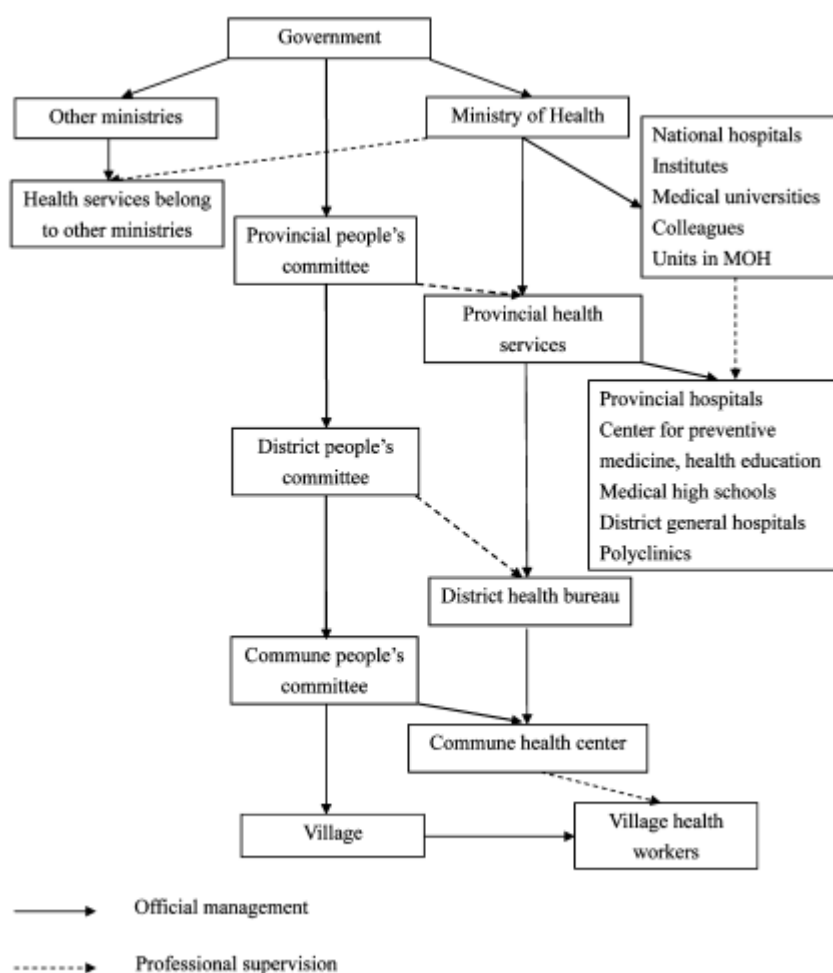 Government
Other ministries
Ministry of Health
National hospitals
Institutes
Medical universities
Colleagues
Units in MOH
Health services belong
to other ministries
Provincial people's
committee
Provincial health
services
Provincial hospitals
Center for preventive
medicine, health education
Medical high schools
District general hospitals
Polyclinics
District people's
committee
District health bureau
Commune people's
committee
Commune health center
Village
Village health
workers
Official management
Professional supervision